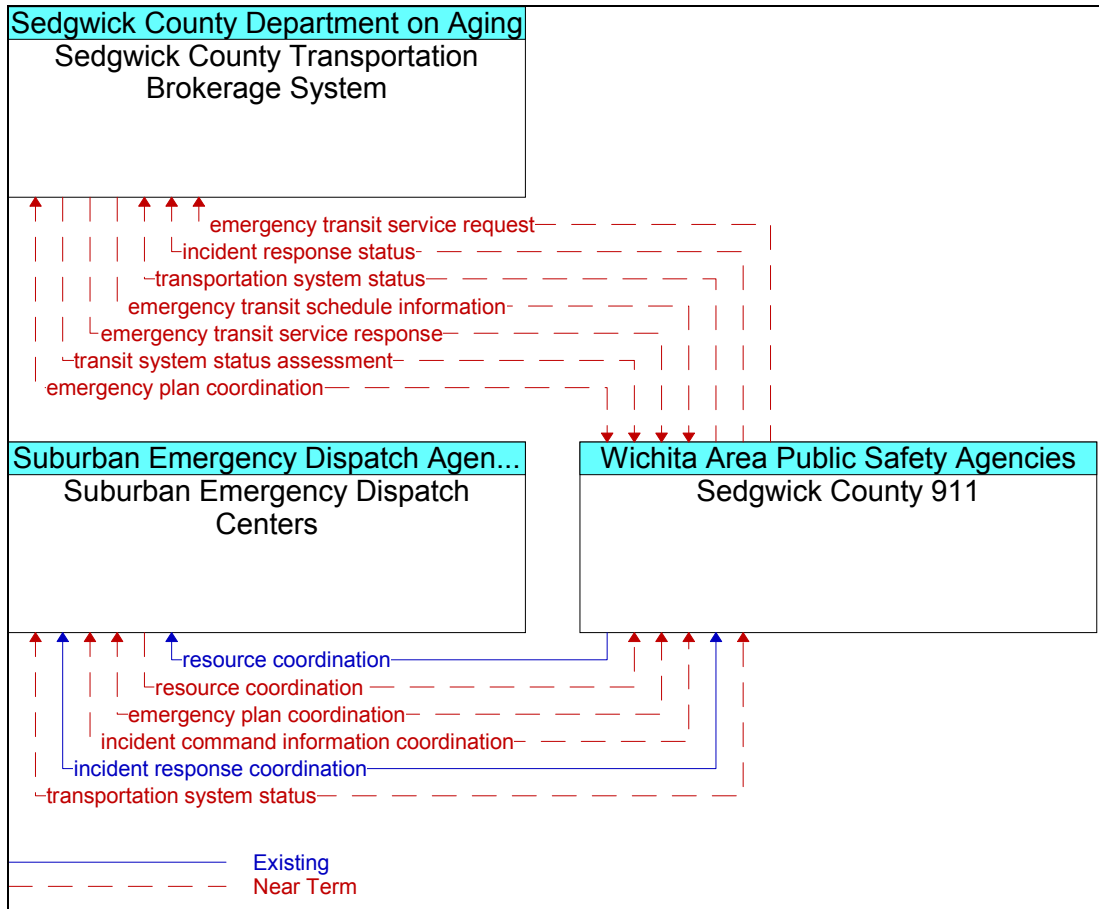 Sedgwick County Department on Aging
Sedgwick County Transportation
Brokerage System
emergency transit service request
incident response status
transportation system status
emergency transit schedule information
emergency transit service response
transit system status assessment
emergency plan coordination
Suburban Emergency Dispatch Agen...
Suburban Emergency Dispatch
Centers
Wichita Area Public Safety Agencies
Sedgwick County 911
resource coordination
resource coordination
emergency plan coordination
incident command information coordination
incident response coordination
transportation system status
Existing
Near Term